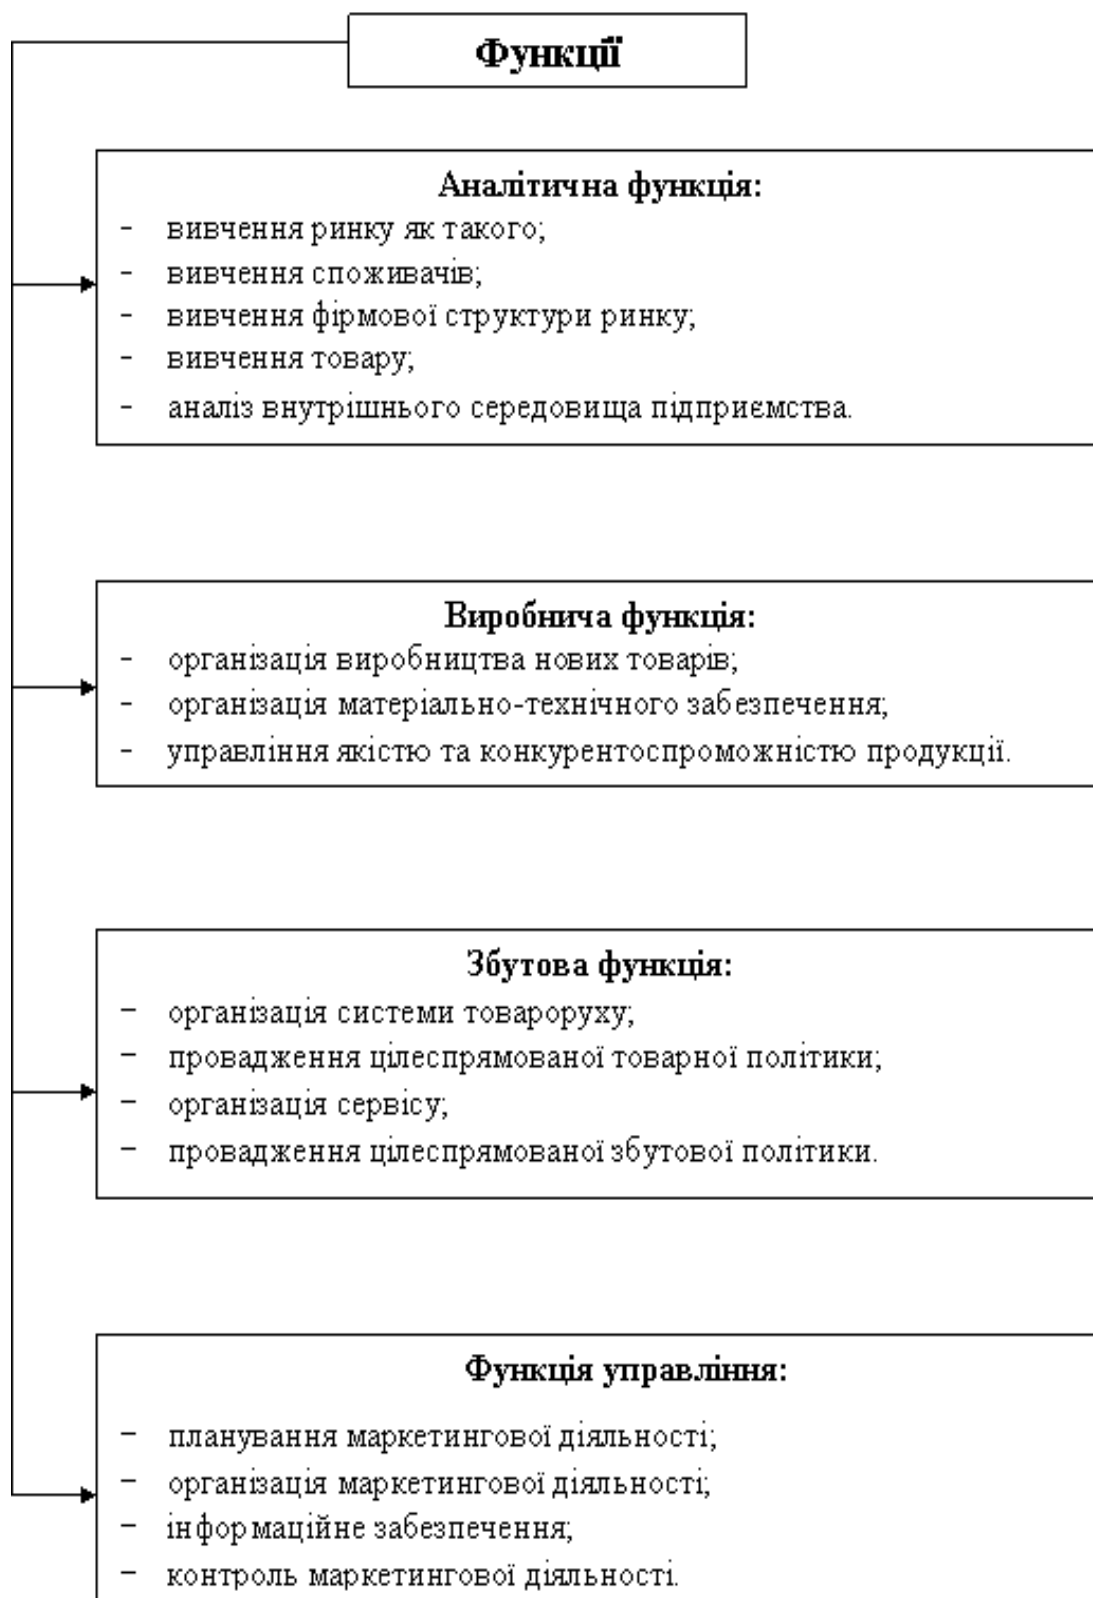 Функції
Аналітична функція:
- вивчення ринку як такого;
- вивчення споживачів;
- вивчення фірмової структури ринку;
- вивчення товару;
- аналіз внутрішнього середовища підприємства.
Виробнича функція:
- організація виробництва нових товарів;
- організація матеріально-технічного забезпечення;
- управління якістю та конкурентоспроможністю продукції.
Збутова функція:
- організація системи товароруху;
- провадження цілеспрямованої товарної політики;
- організація сервісу;
- провадження цілеспрямованої збутової політики.
Функція управління:
- планування маркетингової діяльності;
- організація маркетингової діяльності;
- інформаційне забезпечення;
- контроль маркетингової діяльності.